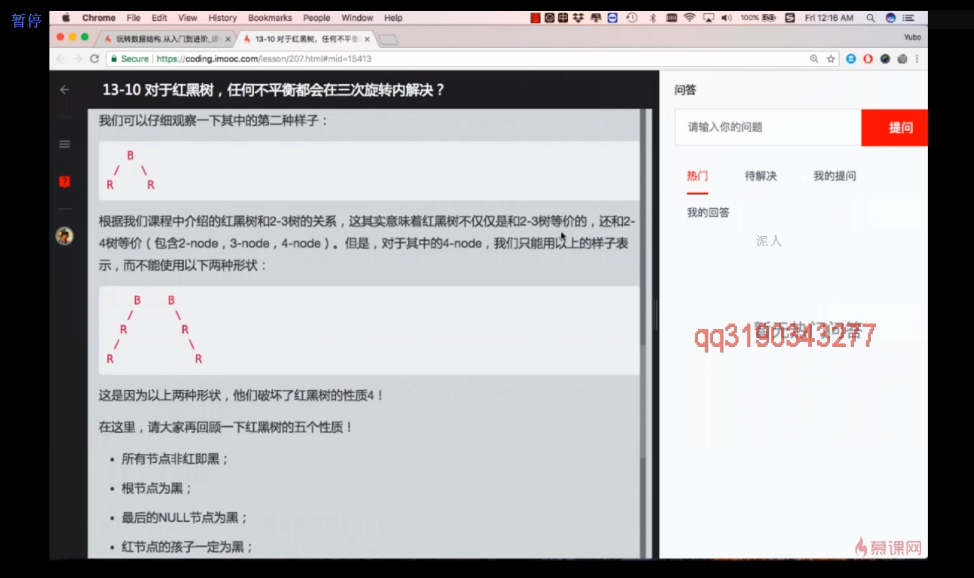 暂停
Chrome File Edit View History Bookmarks People Window Help
100% Fri 12:16 AM
玩转数据结构 从入门到进阶
13-10 对于红黑树，任何不平
Yubo
Secure https://coding.imooc.com/lesson/207.html#mid=15413
13-10 对于红黑树，任何不平衡都会在三次旋转内解决？
我们可以仔细观察一下其中的第二种样子：
B
/ \
R R
根据我们课程中介绍的红黑树和2-3树的关系，这其实意味着红黑树不仅仅是和2-3树等价的，还和2-
4树等价（包含2-node，3-node，4-node）。但是，对于其中的4-node，我们只能用以上的样子表
示，而不能使用以下两种形状：
B B
/ \
R R
/ \
R R
这是因为以上两种形状，他们破坏了红黑树的性质4！
在这里，请大家再回顾一下红黑树的五个性质！
• 所有节点非红即黑；
• 根节点为黑；
• 最后的NULL节点为黑；
• 红节点的孩子一定为黑；
问答
请输入你的问题
提问
热门 待解决 我的提问
我的回答
泥人
暂无热门问答
qq3190343277
慕课网